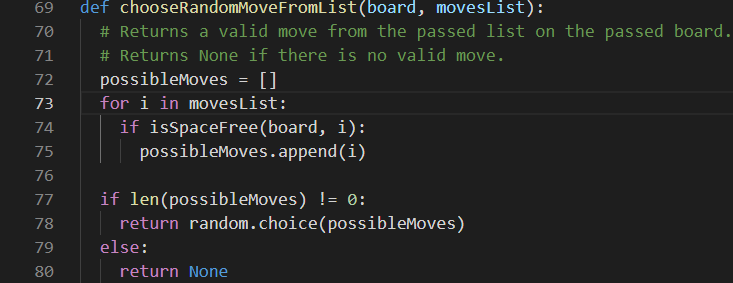 69 def chooseRandomMoveFromList(board, movesList):
70   # Returns a valid move from the passed list on the passed board.
71   # Returns None if there is no valid move.
72   possibleMoves = []
73   for i in movesList:
74     if isSpaceFree(board, i):
75       possibleMoves.append(i)
76
77   if len(possibleMoves) != 0:
78     return random.choice(possibleMoves)
79   else:
80     return None